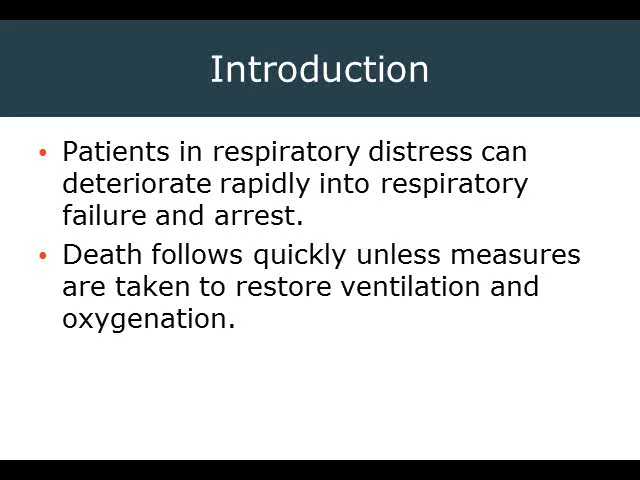 Introduction
• Patients in respiratory distress can
deteriorate rapidly into respiratory
failure and arrest.
• Death follows quickly unless measures
are taken to restore ventilation and
oxygenation.